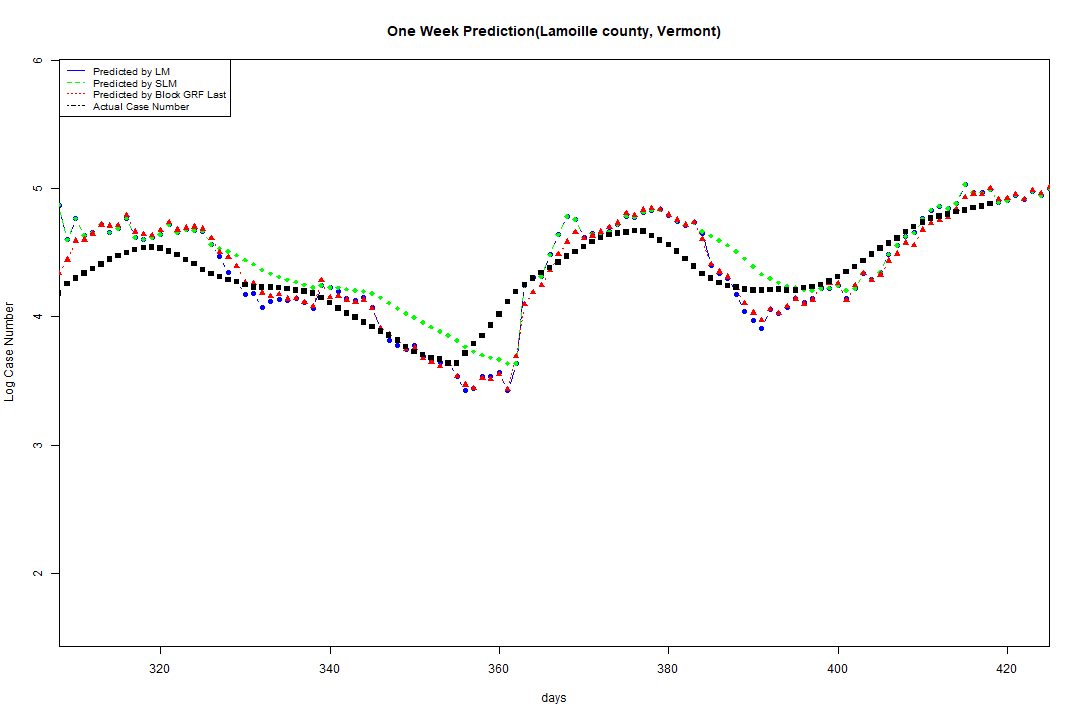 One Week Prediction(Lamoille county, Vermont)
6
Predicted by LM
Predicted by SLM
Predicted by Block GRF Last
Actual Case Number
5
4
3
2
Log Case Number
320 340 360 380 400 420
days